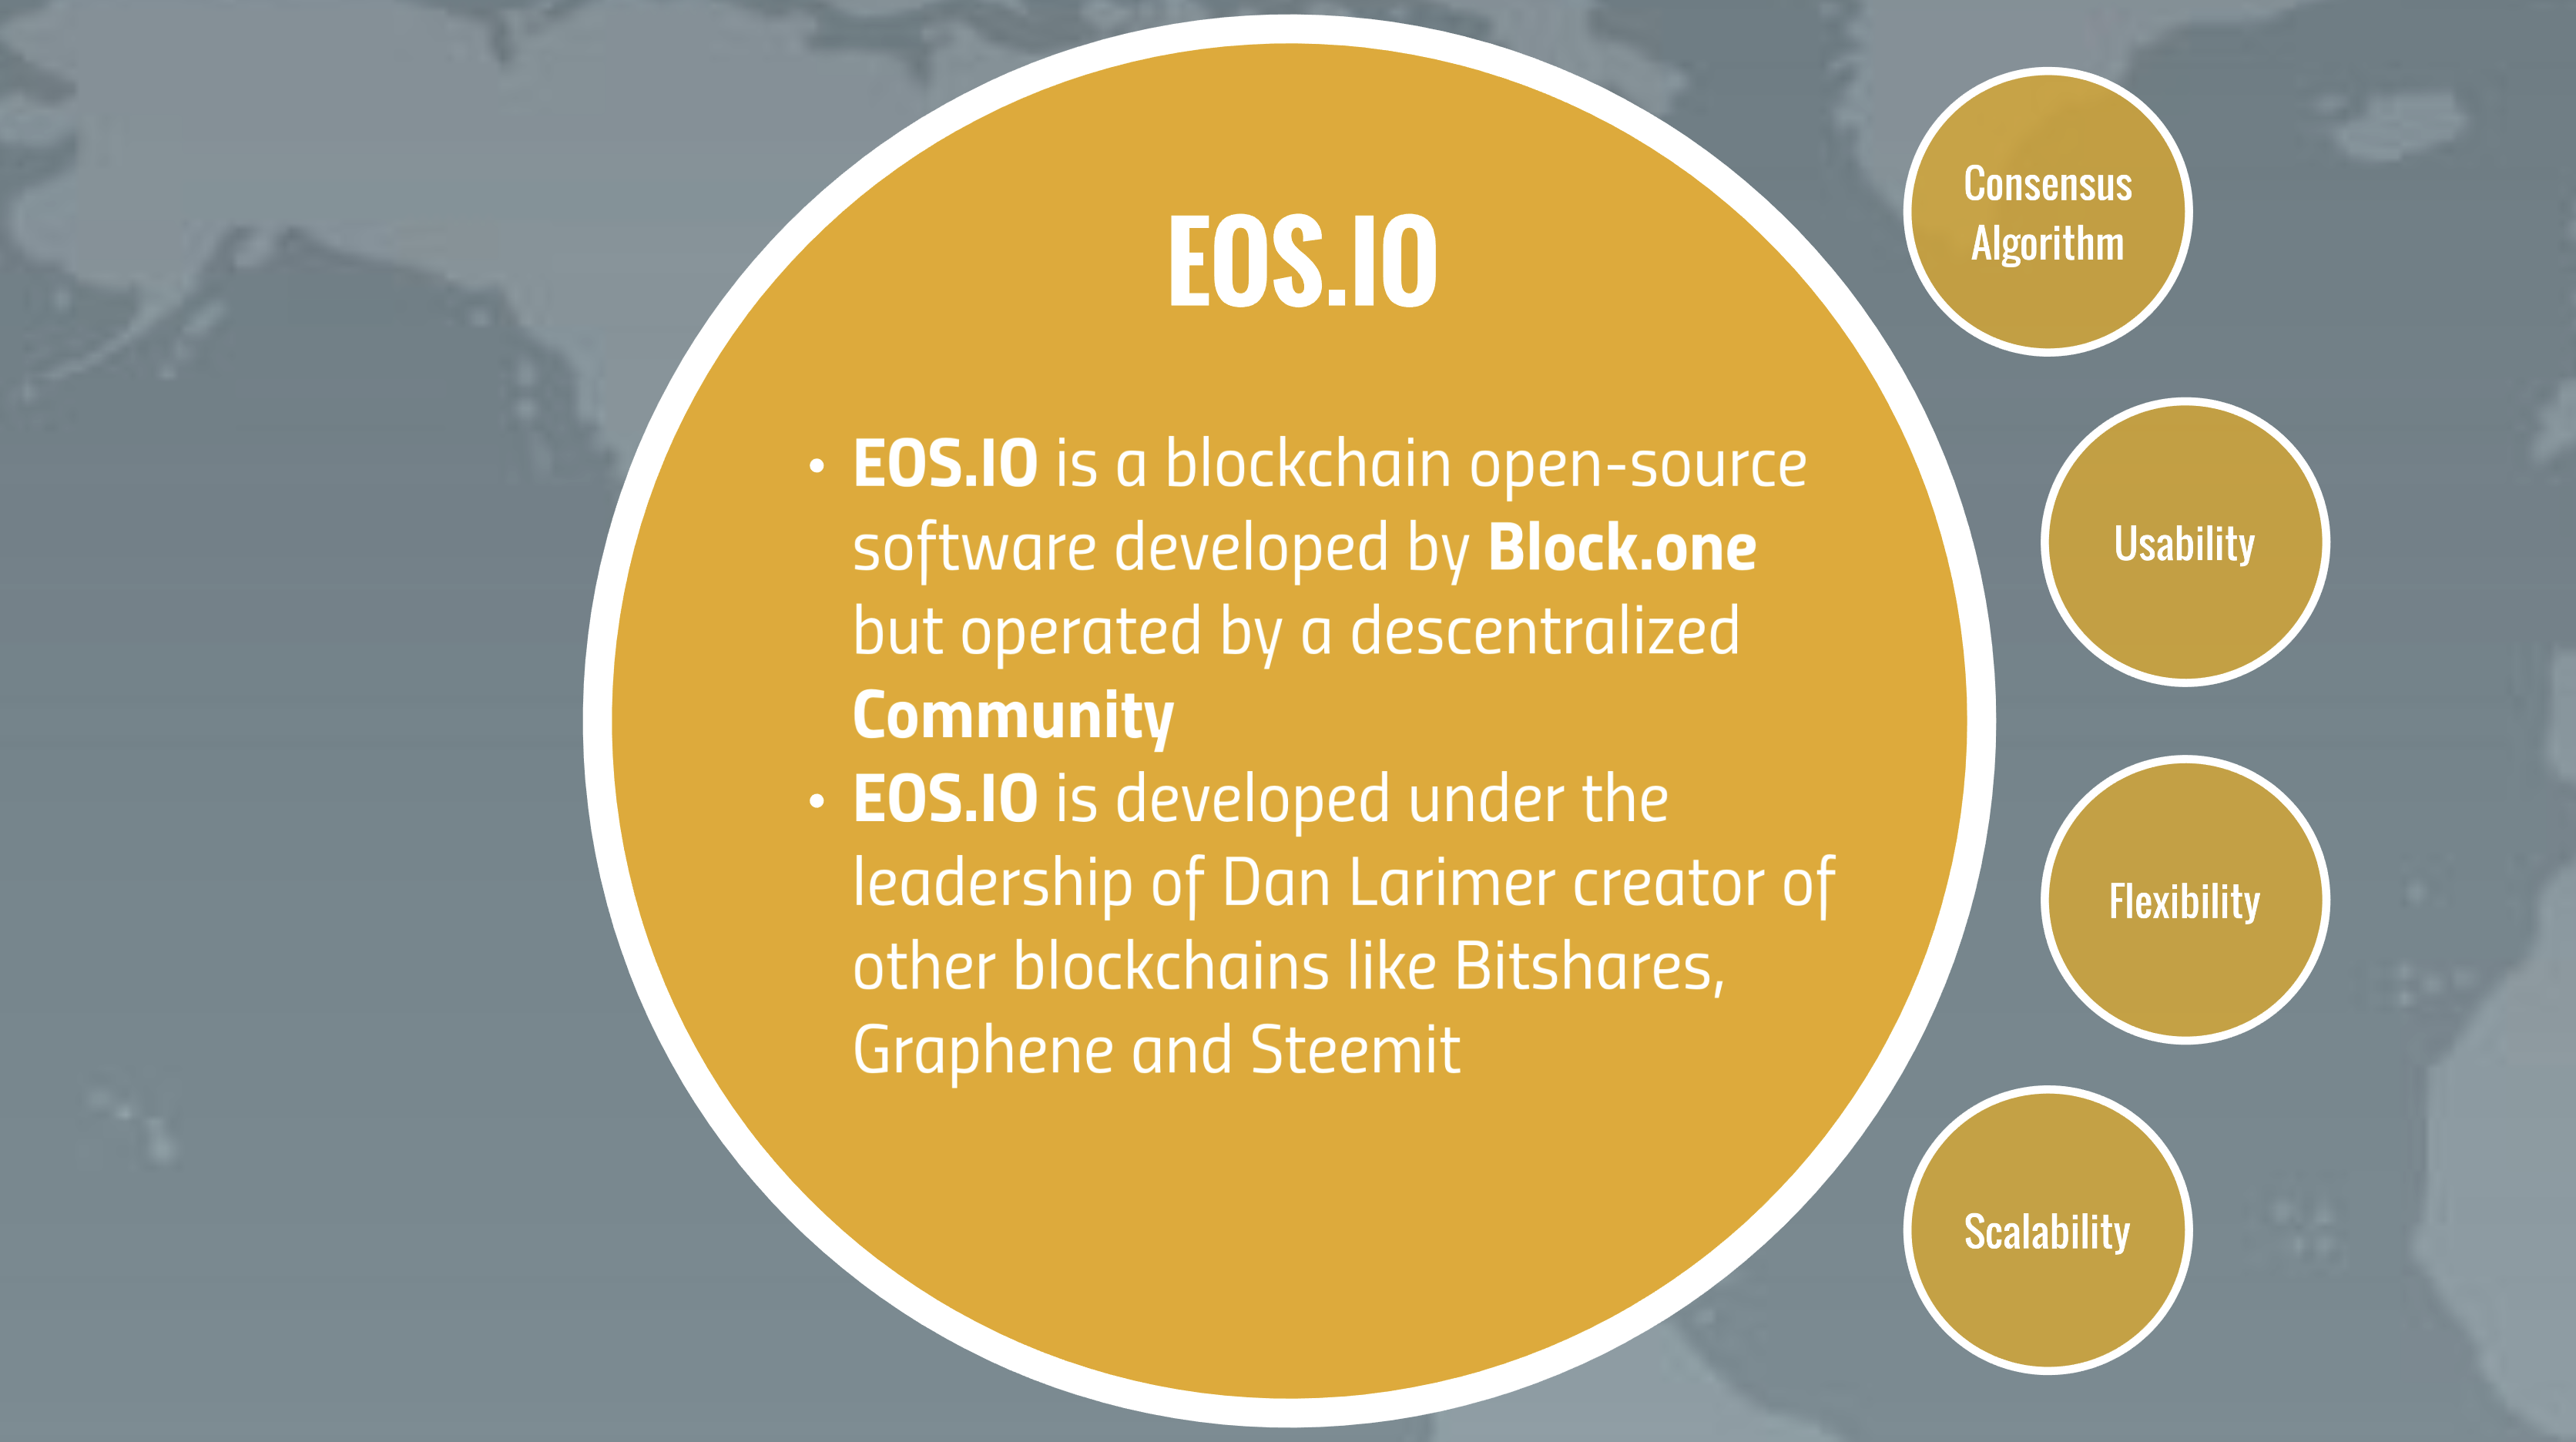 EOS.IO
• EOS.IO is a blockchain open-source
software developed by Block.one
but operated by a descentralized
Community
• EOS.IO is developed under the
leadership of Dan Larimer creator of
other blockchains like Bitshares,
Graphene and Steemit
Consensus
Algorithm
Usability
Flexibility
Scalability